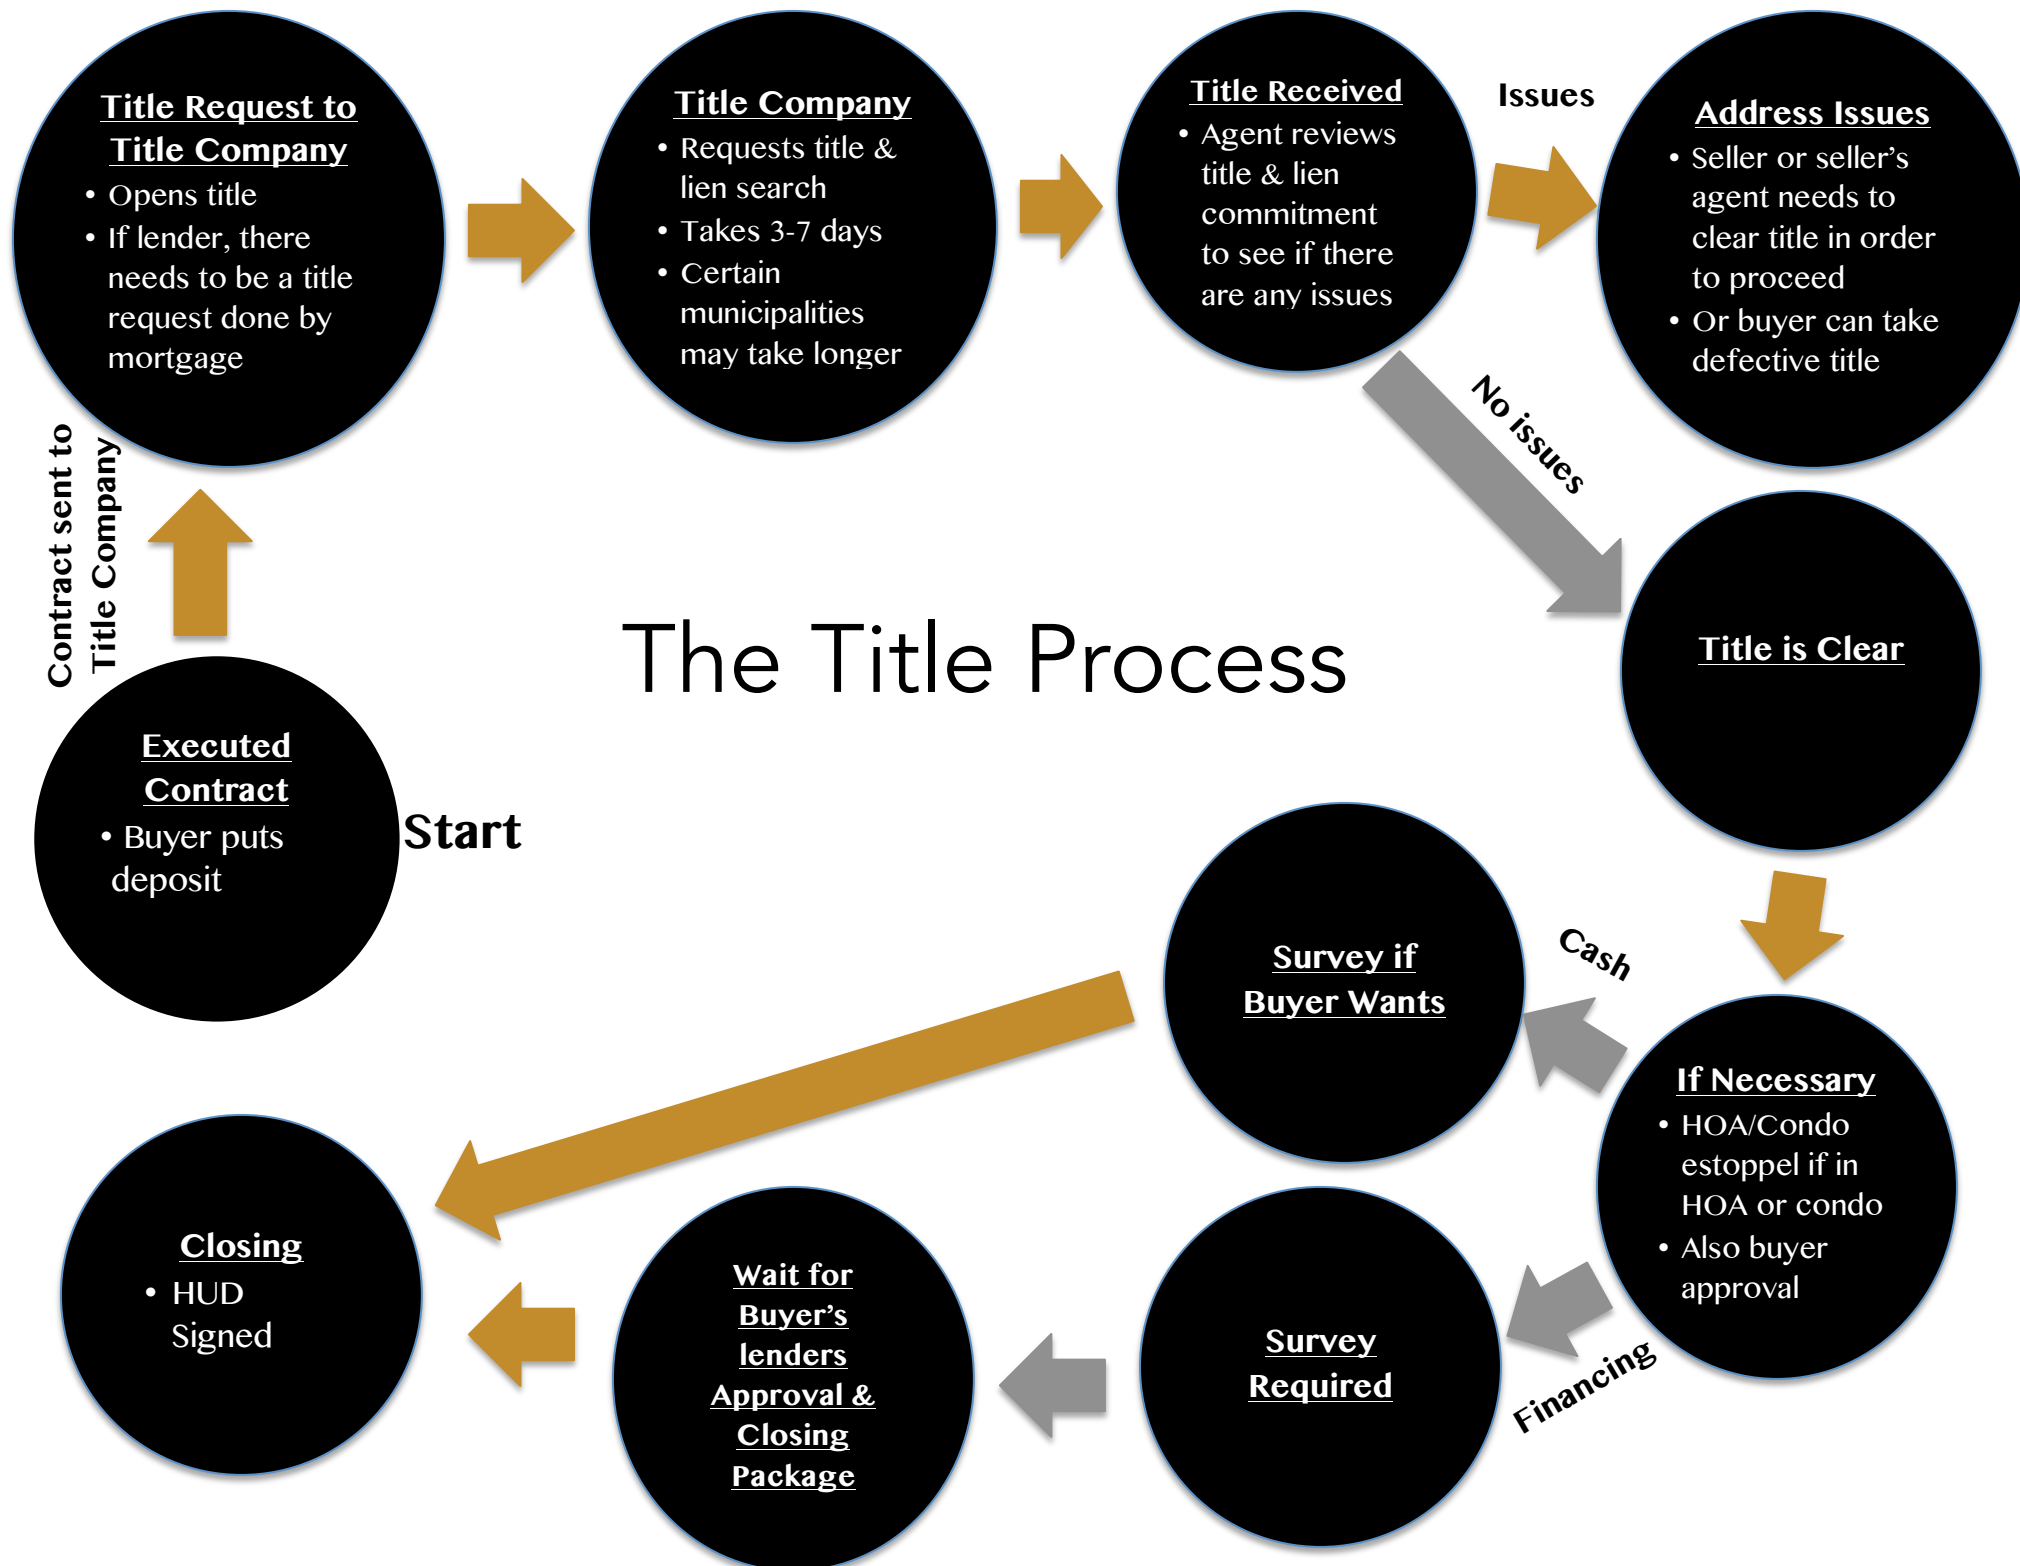 Title Request to
Title Company
• Opens title
• If lender, there
needs to be a title
request done by
mortgage
Title Company
• Requests title &
lien search
• Takes 3-7 days
• Certain
municipalities
may take longer
Title Received
• Agent reviews
title & lien
commitment
to see if there
are any issues
Issues
Address Issues
• Seller or seller’s
agent needs to
clear title in order
to proceed
• Or buyer can take
defective title
No issues
Contract sent to
Title Company
The Title Process
Title is Clear
Executed
Contract
• Buyer puts
deposit
Start
Cash
Survey if
Buyer Wants
If Necessary
• HOA/Condo
estoppel if in
HOA or condo
• Also buyer
approval
Financing
Survey
Required
Wait for
Buyer’s
lenders
Approval &
Closing
Package
Closing
• HUD
Signed